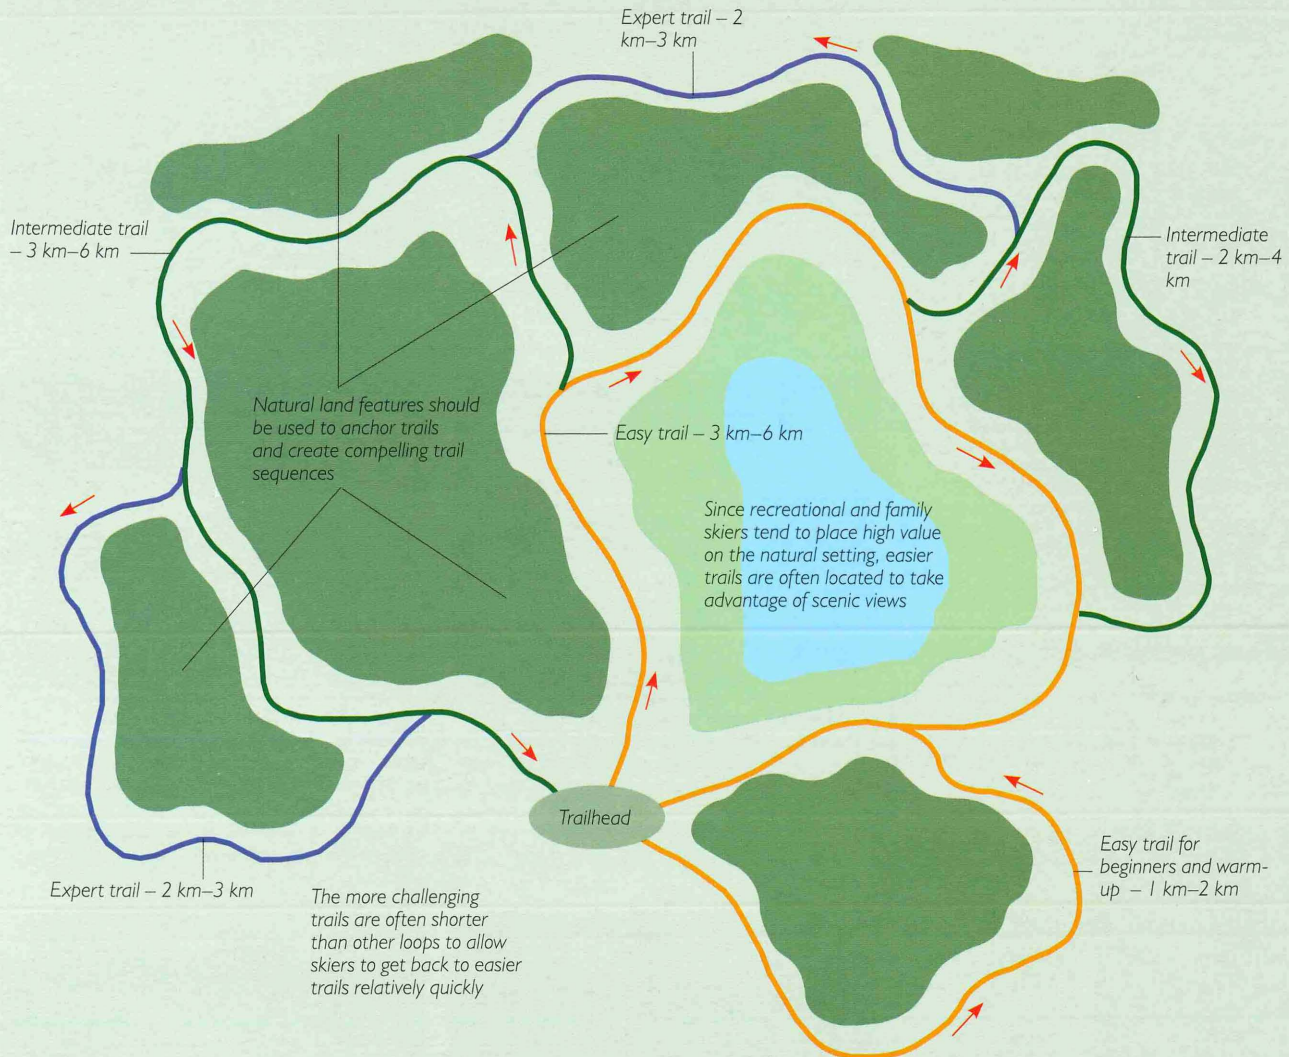 Expert trail – 2
km–3 km
Intermediate trail
– 3 km–6 km
Intermediate
trail – 2 km–4
km
Natural land features should
be used to anchor trails
and create compelling trail
sequences
Easy trail – 3 km–6 km
Since recreational and family
skiers tend to place high value
on the natural setting, easier
trails are often located to take
advantage of scenic views
Trailhead
Easy trail for
beginners and warm-
up – 1 km–2 km
Expert trail – 2 km–3 km
The more challenging
trails are often shorter
than other loops to allow
skiers to get back to easier
trails relatively quickly